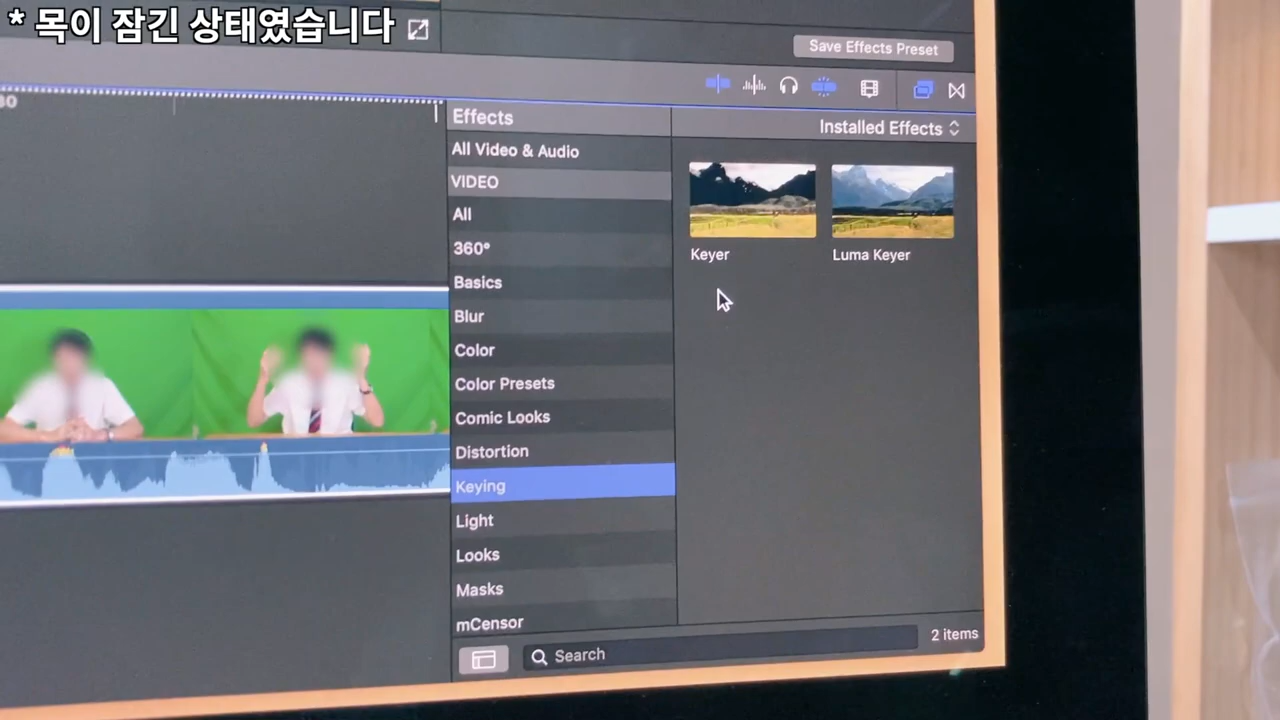 * 목이 잠긴 상태였습니다
Save Effects Preset
Effects
Installed Effects
All Video & Audio
VIDEO
All
360°
Basics
Blur
Color
Color Presets
Comic Looks
Distortion
Keying
Light
Looks
Masks
mCensor
Keyer
Luma Keyer
Search
2 items